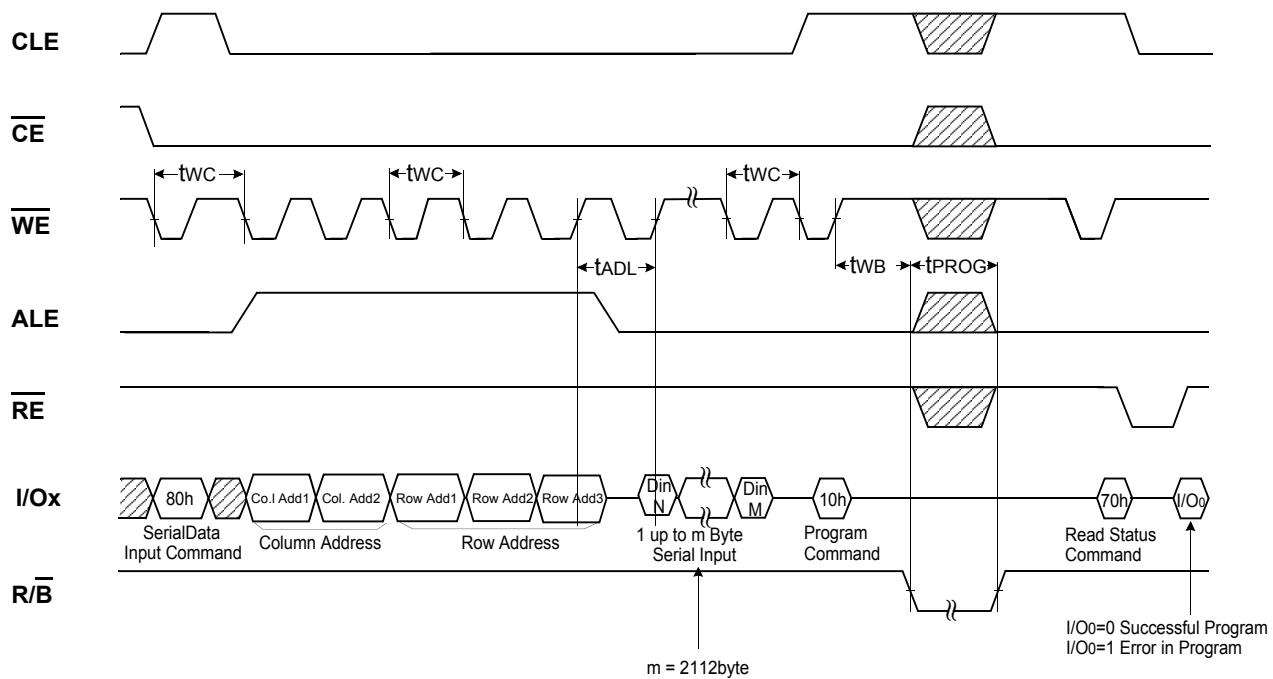 CLE
CE
tWC
tWC
tWC
WE
tADL
tWB
tPROG
ALE
RE
I/Ox
80h
Co.l Add1
Col. Add2
Row Add1
Row Add2
Row Add3
Din
N
Din
M
10h
70h
I/O0
SerialData
Input Command
Column Address
Row Address
1 up to m Byte
Serial Input
Program
Command
Read Status
Command
R/B
m = 2112byte
I/O0=0 Successful Program
I/O0=1 Error in Program